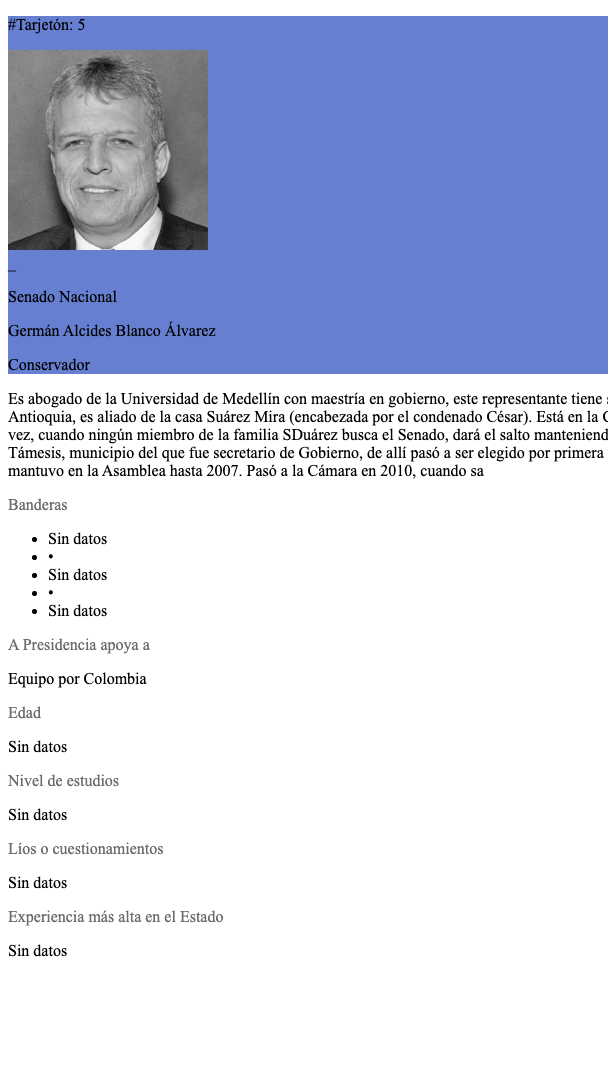 #Tarjetón: 5
_
Senado Nacional
Germán Alcides Blanco Álvarez
Conservador
Es abogado de la Universidad de Medellín con maestría en gobierno, este representante tiene
Antioquia, es aliado de la casa Suárez Mira (encabezada por el condenado César). Está en la
vez, cuando ningún miembro de la familia SDuárez busca el Senado, dará el salto manteniend
Támesis, municipio del que fue secretario de Gobierno, de allí pasó a ser elegido por primera
mantuvo en la Asamblea hasta 2007. Pasó a la Cámara en 2010, cuando sa
Banderas
• Sin datos
• •
• Sin datos
• •
• Sin datos
A Presidencia apoya a
Equipo por Colombia
Edad
Sin datos
Nivel de estudios
Sin datos
Líos o cuestionamientos
Sin datos
Experiencia más alta en el Estado
Sin datos